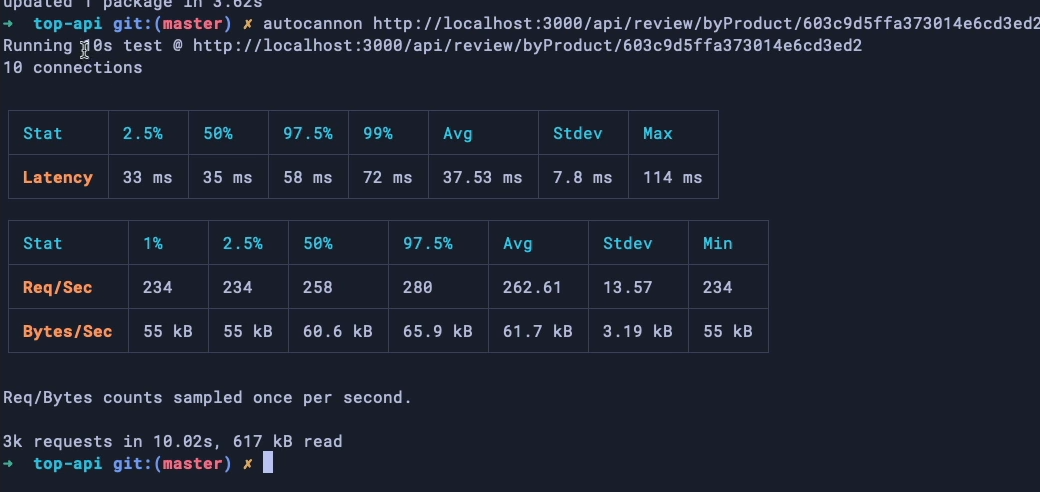 updated 1 package in 3.62s
→ top-api git:(master) ✗ autocannon http://localhost:3000/api/review/byProduct/603c9d5ffa373014e6cd3ed2
Running 10s test @ http://localhost:3000/api/review/byProduct/603c9d5ffa373014e6cd3ed2
10 connections
Stat 2.5% 50% 97.5% 99% Avg Stdev Max
Latency 33 ms 35 ms 58 ms 72 ms 37.53 ms 7.8 ms 114 ms
Stat 1% 2.5% 50% 97.5% Avg Stdev Min
Req/Sec 234 234 258 280 262.61 13.57 234
Bytes/Sec 55 kB 55 kB 60.6 kB 65.9 kB 61.7 kB 3.19 kB 55 kB
Req/Bytes counts sampled once per second.
3k requests in 10.02s, 617 kB read
→ top-api git:(master) ✗